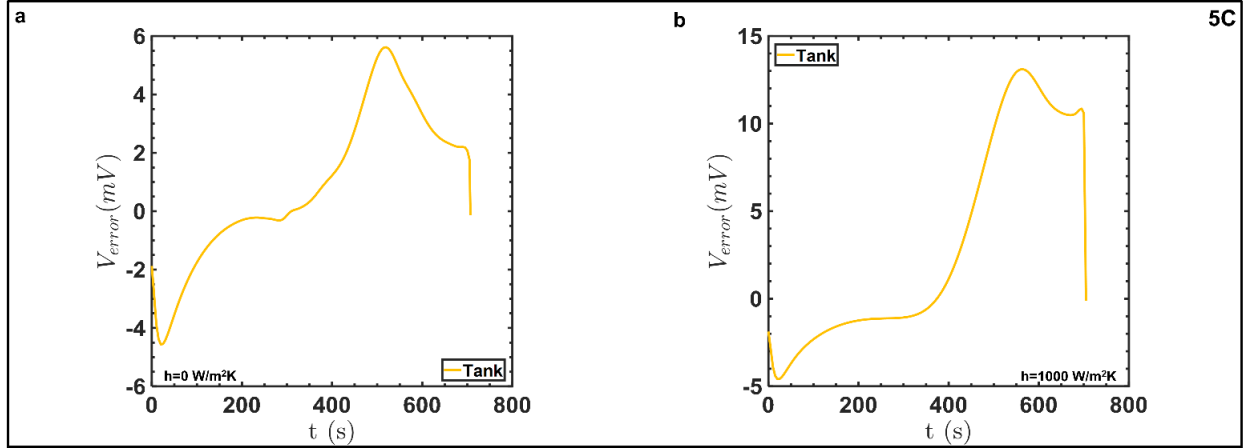 a
b
5C
6
4
2
0
-2
-4
-6
V_error(mV)
0 200 400 600 800
t (s)
h=0 W/m²K
Tank
15
10
5
0
-5
V_error(mV)
0 200 400 600 800
t (s)
Tank
h=1000 W/m²K